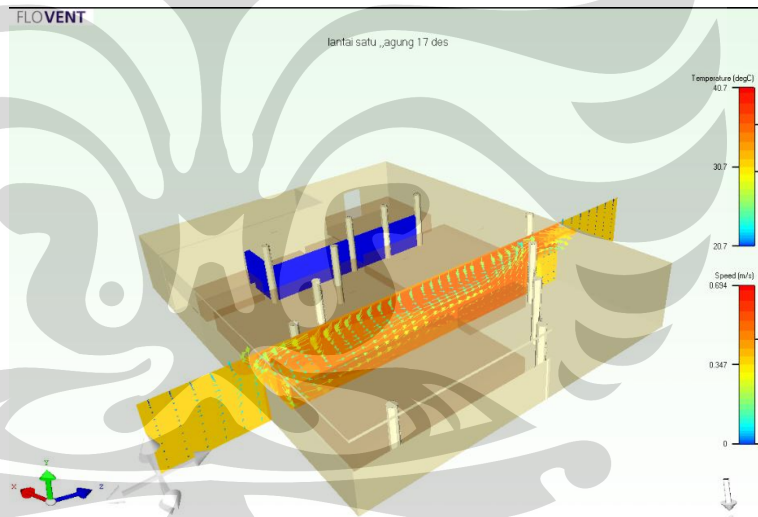 FLOVENT
lantai satu ,,agung 17 des
Temperature (degC)
40.7
30.7
20.7
Speed (m/s)
0.694
0.347
0
Y
X
Z